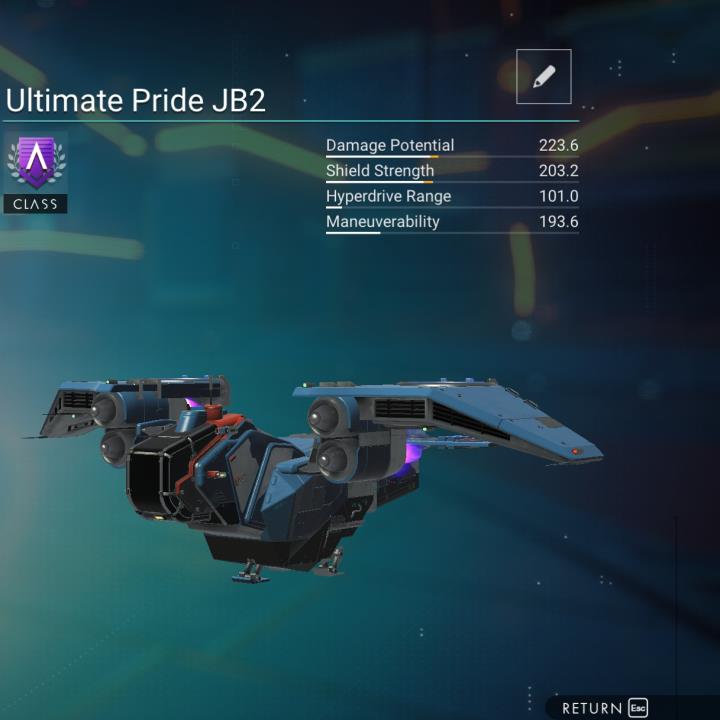 Ultimate Pride JB2
A
CLASS
Damage Potential 223.6
Shield Strength 203.2
Hyperdrive Range 101.0
Maneuverability 193.6
RETURN Esc